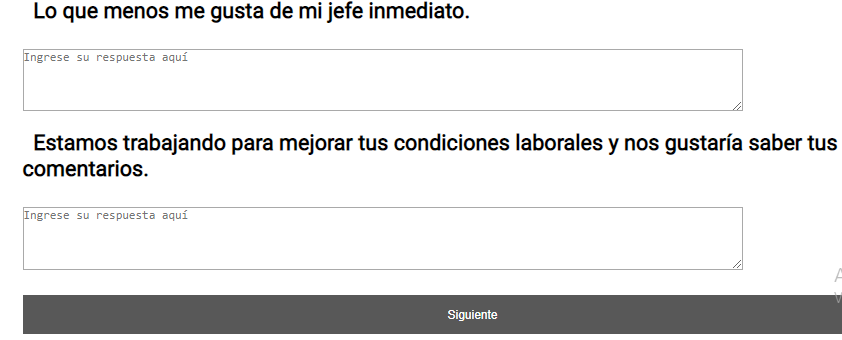 Lo que menos me gusta de mi jefe inmediato.
Ingrese su respuesta aquí
Estamos trabajando para mejorar tus condiciones laborales y nos gustaría saber tus
comentarios.
Ingrese su respuesta aquí
Siguiente